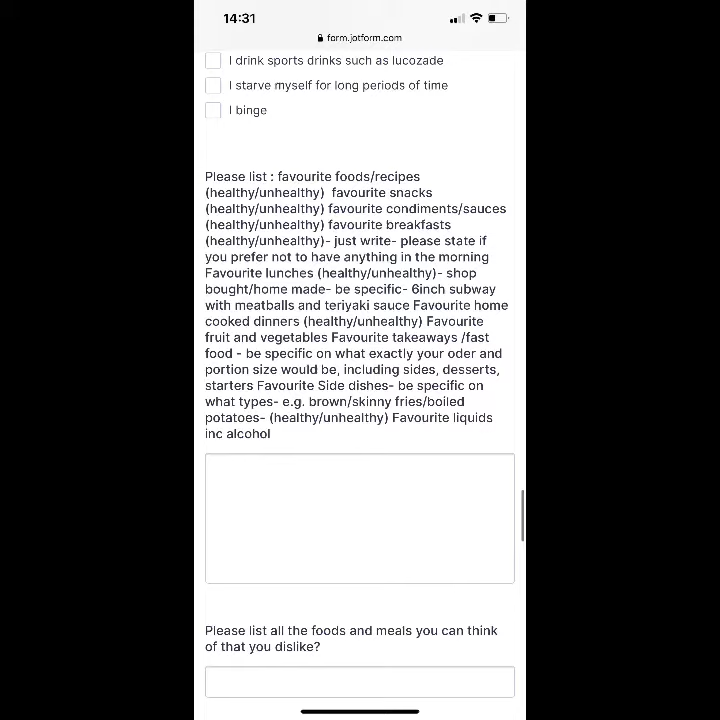 14:31
form.jotform.com
I drink sports drinks such as lucozade
I starve myself for long periods of time
I binge
Please list : favourite foods/recipes
(healthy/unhealthy)  favourite snacks
(healthy/unhealthy) favourite condiments/sauces
(healthy/unhealthy) favourite breakfasts
(healthy/unhealthy)- just write- please state if
you prefer not to have anything in the morning
Favourite lunches (healthy/unhealthy)- shop
bought/home made- be specific- 6inch subway
with meatballs and teriyaki sauce Favourite home
cooked dinners (healthy/unhealthy) Favourite
fruit and vegetables Favourite takeaways /fast
food - be specific on what exactly your oder and
portion size would be, including sides, desserts,
starters Favourite Side dishes- be specific on
what types- e.g. brown/skinny fries/boiled
potatoes- (healthy/unhealthy) Favourite liquids
inc alcohol
Please list all the foods and meals you can think
of that you dislike?